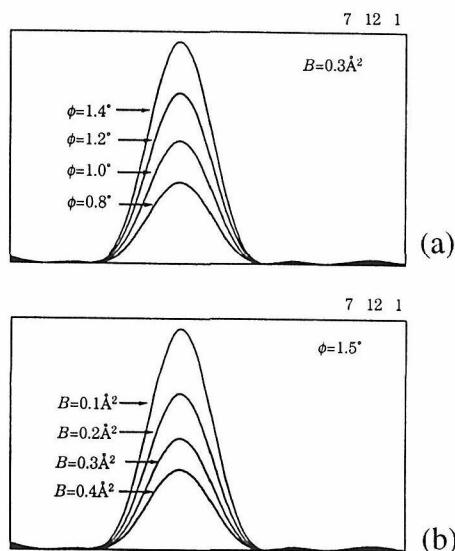 7 12 1
B=0.3Å²
ϕ=1.4°
ϕ=1.2°
ϕ=1.0°
ϕ=0.8°
(a)
7 12 1
ϕ=1.5°
B=0.1Å²
B=0.2Å²
B=0.3Å²
B=0.4Å²
(b)